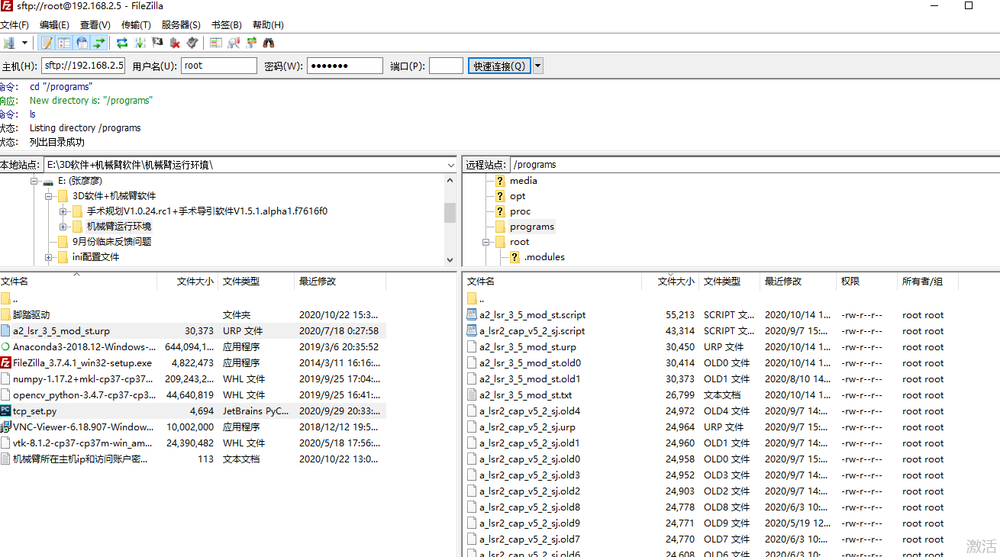 sftp://root@192.168.2.5 - FileZilla
文件(F) 编辑(E) 查看(V) 传输(T) 服务器(S) 书签(B) 帮助(H)
主机(H): sftp://192.168.2.5 用户名(U): root 密码(W): ●●●●●●● 端口(P): 快速连接(Q)
命令: cd "/programs"
响应: New directory is: "/programs"
命令: ls
状态: Listing directory /programs
状态: 列出目录成功
本地站点: E:\3D软件+机械臂软件\机械臂运行环境\
E: (张彦彦)
3D软件+机械臂软件
手术规划V1.0.24.rc1+手术导引软件V1.5.1.alpha1.f7616f0
机械臂运行环境
9月份临床反馈问题
ini配置文件
远程站点: /programs
? media
? opt
? proc
programs
root
? .modules
文件名 文件大小 文件类型 最近修改
..
脚踏驱动 文件夹 2020/10/22 15:3...
a2_lsr_3_5_mod_st.urp 30,373 URP 文件 2020/7/18 0:27:58
Anaconda3-2018.12-Windows-... 644,094,1... 应用程序 2019/3/6 20:35:52
FileZilla_3.7.4.1_win32-setup.exe 4,822,473 应用程序 2014/3/11 16:16:...
numpy-1.17.2+mkl-cp37-cp37... 209,243,2... WHL 文件 2019/9/25 17:04:...
opencv_python-3.4.7-cp37-cp3... 44,640,819 WHL 文件 2019/9/25 16:41:...
tcp_set.py 4,694 JetBrains PyC... 2020/9/29 20:33:...
VNC-Viewer-6.18.907-Window... 10,002,000 应用程序 2018/12/12 19:5...
vtk-8.1.2-cp37-cp37m-win_am... 24,390,482 WHL 文件 2020/5/18 17:56:...
机械臂所在主机ip和访问账户密... 113 文本文档 2020/10/22 13:0...
文件名 文件大小 文件类型 最近修改 权限 所有者/组
..
a2_lsr_3_5_mod_st.script 55,213 SCRIPT 文... 2020/10/14 1... -rw-r--r-- root root
a_lsr2_cap_v5_2_sj.script 43,314 SCRIPT 文... 2020/9/7 15:... -rw-r--r-- root root
a2_lsr_3_5_mod_st.urp 30,450 URP 文件 2020/10/14 1... -rw-r--r-- root root
a2_lsr_3_5_mod_st.old0 30,414 OLD0 文件 2020/10/14 1... -rw-r--r-- root root
a2_lsr_3_5_mod_st.old1 30,373 OLD1 文件 2020/8/10 14... -rw-r--r-- root root
a2_lsr_3_5_mod_st.txt 26,799 文本文档 2020/10/14 1... -rw-r--r-- root root
a_lsr2_cap_v5_2_sj.old4 24,972 OLD4 文件 2020/9/7 14:... -rw-r--r-- root root
a_lsr2_cap_v5_2_sj.urp 24,964 URP 文件 2020/9/7 15:... -rw-r--r-- root root
a_lsr2_cap_v5_2_sj.old1 24,960 OLD1 文件 2020/9/7 14:... -rw-r--r-- root root
a_lsr2_cap_v5_2_sj.old0 24,958 OLD0 文件 2020/9/7 15:... -rw-r--r-- root root
a_lsr2_cap_v5_2_sj.old3 24,952 OLD3 文件 2020/9/7 14:... -rw-r--r-- root root
a_lsr2_cap_v5_2_sj.old2 24,903 OLD2 文件 2020/9/7 14:... -rw-r--r-- root root
a_lsr2_cap_v5_2_sj.old8 24,778 OLD8 文件 2020/6/3 10:... -rw-r--r-- root root
a_lsr2_cap_v5_2_sj.old9 24,771 OLD9 文件 2020/5/19 12... -rw-r--r-- root root
a_lsr2_cap_v5_2_sj.old7 24,770 OLD7 文件 2020/6/3 10:... -rw-r--r-- root root
a_lsr2_cap_v5_2_sj.old6 24,608 OLD6 文件 2020/6/3 10:... -rw-r--r-- root root
激活